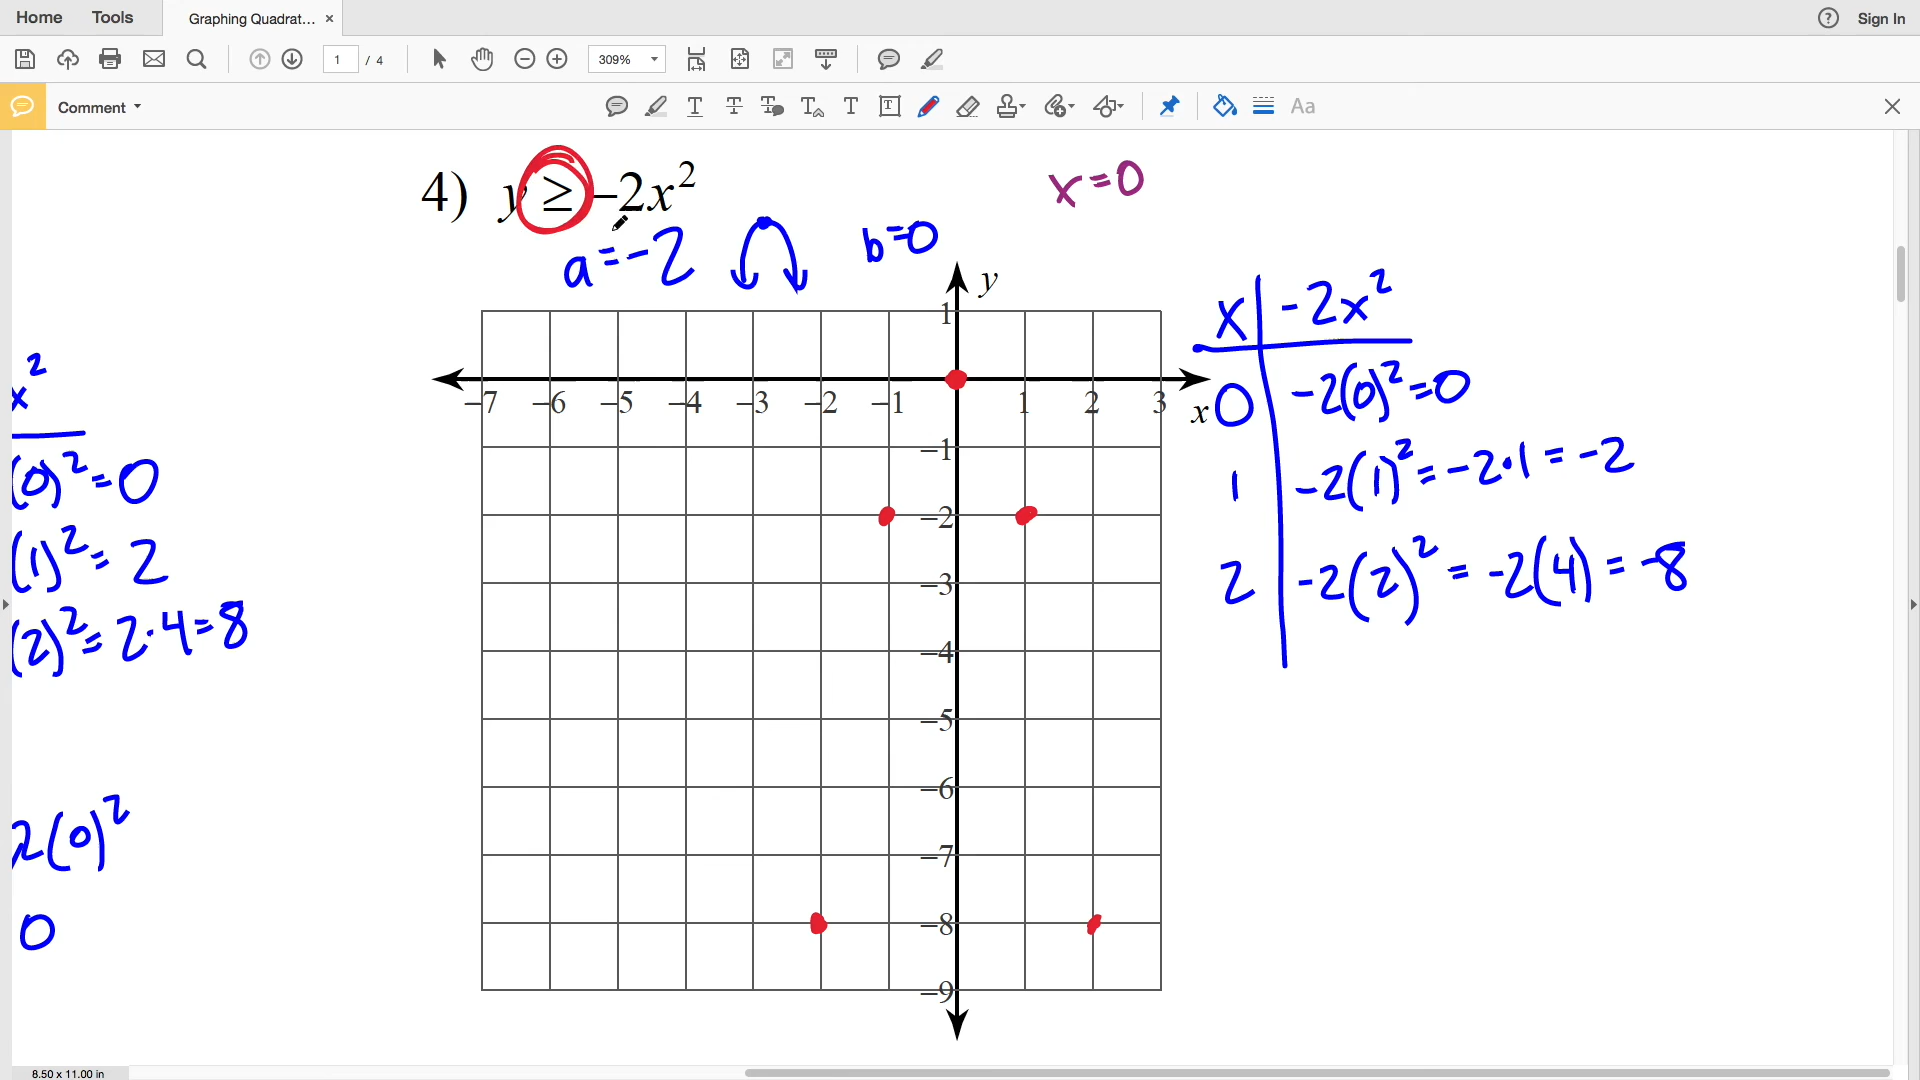 Home Tools Graphing Quadrat... × ? Sign In
1 / 4 309%
Comment Aa
4) y ≥ −2x²
x=0
a=-2 b=0
y
x | -2x²
1
−7 −6 −5 −4 −3 −2 −1 1 2 3 x
0 | -2(0)²=0
−1
1 | -2(1)²=-2·1=-2
−2
2 | -2(2)²=-2(4)=-8
−3
−4
−5
−6
−7
−8
−9
x²
(0)²=0
(1)²=2
(2)²=2·4=8
2(0)²
0
8.50 x 11.00 in